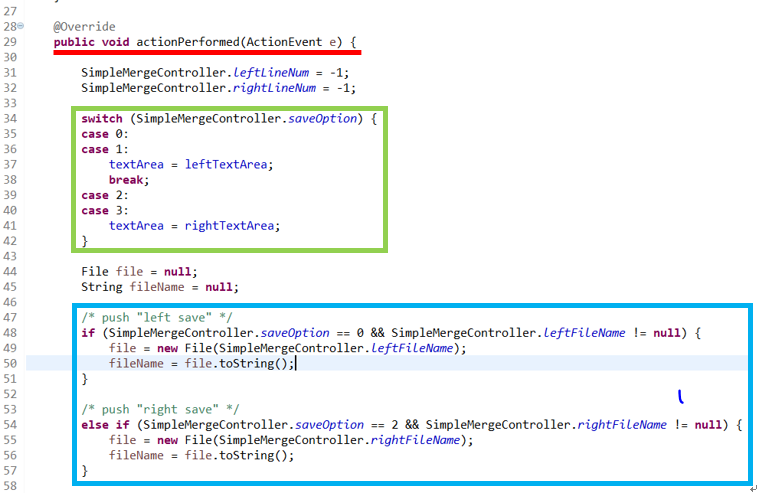 27
28 @Override
29 public void actionPerformed(ActionEvent e) {
30
31 SimpleMergeController.leftLineNum = -1;
32 SimpleMergeController.rightLineNum = -1;
33
34 switch (SimpleMergeController.saveOption) {
35 case 0:
36 case 1:
37 textArea = leftTextArea;
38 break;
39 case 2:
40 case 3:
41 textArea = rightTextArea;
42 }
43
44 File file = null;
45 String fileName = null;
46
47 /* push "left save" */
48 if (SimpleMergeController.saveOption == 0 && SimpleMergeController.leftFileName != null) {
49 file = new File(SimpleMergeController.leftFileName);
50 fileName = file.toString();
51 }
52
53 /* push "right save" */
54 else if (SimpleMergeController.saveOption == 2 && SimpleMergeController.rightFileName != null) {
55 file = new File(SimpleMergeController.rightFileName);
56 fileName = file.toString();
57 }
58